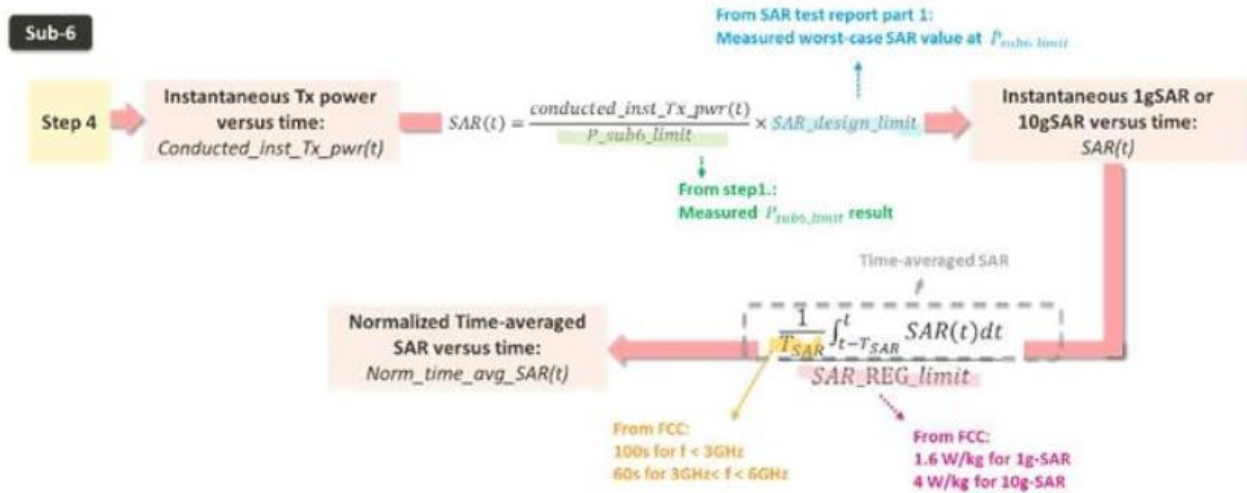 Sub-6
From SAR test report part 1:
Measured worst-case SAR value at P_sub6_limit
Step 4
Instantaneous Tx power
versus time:
Conducted_inst_Tx_pwr(t)
SAR(t) = conducted_inst_Tx_pwr(t) / P_sub6_limit × SAR_design_limit
Instantaneous 1gSAR or
10gSAR versus time:
SAR(t)
From step1.:
Measured P_sub6_limit result
Time-averaged SAR
Normalized Time-averaged
SAR versus time:
Norm_time_avg_SAR(t)
1/T_SAR ∫_{t−T_SAR}^{t} SAR(t)dt
SAR_REG_limit
From FCC:
100s for f < 3GHz
60s for 3GHz< f < 6GHz
From FCC:
1.6 W/kg for 1g-SAR
4 W/kg for 10g-SAR